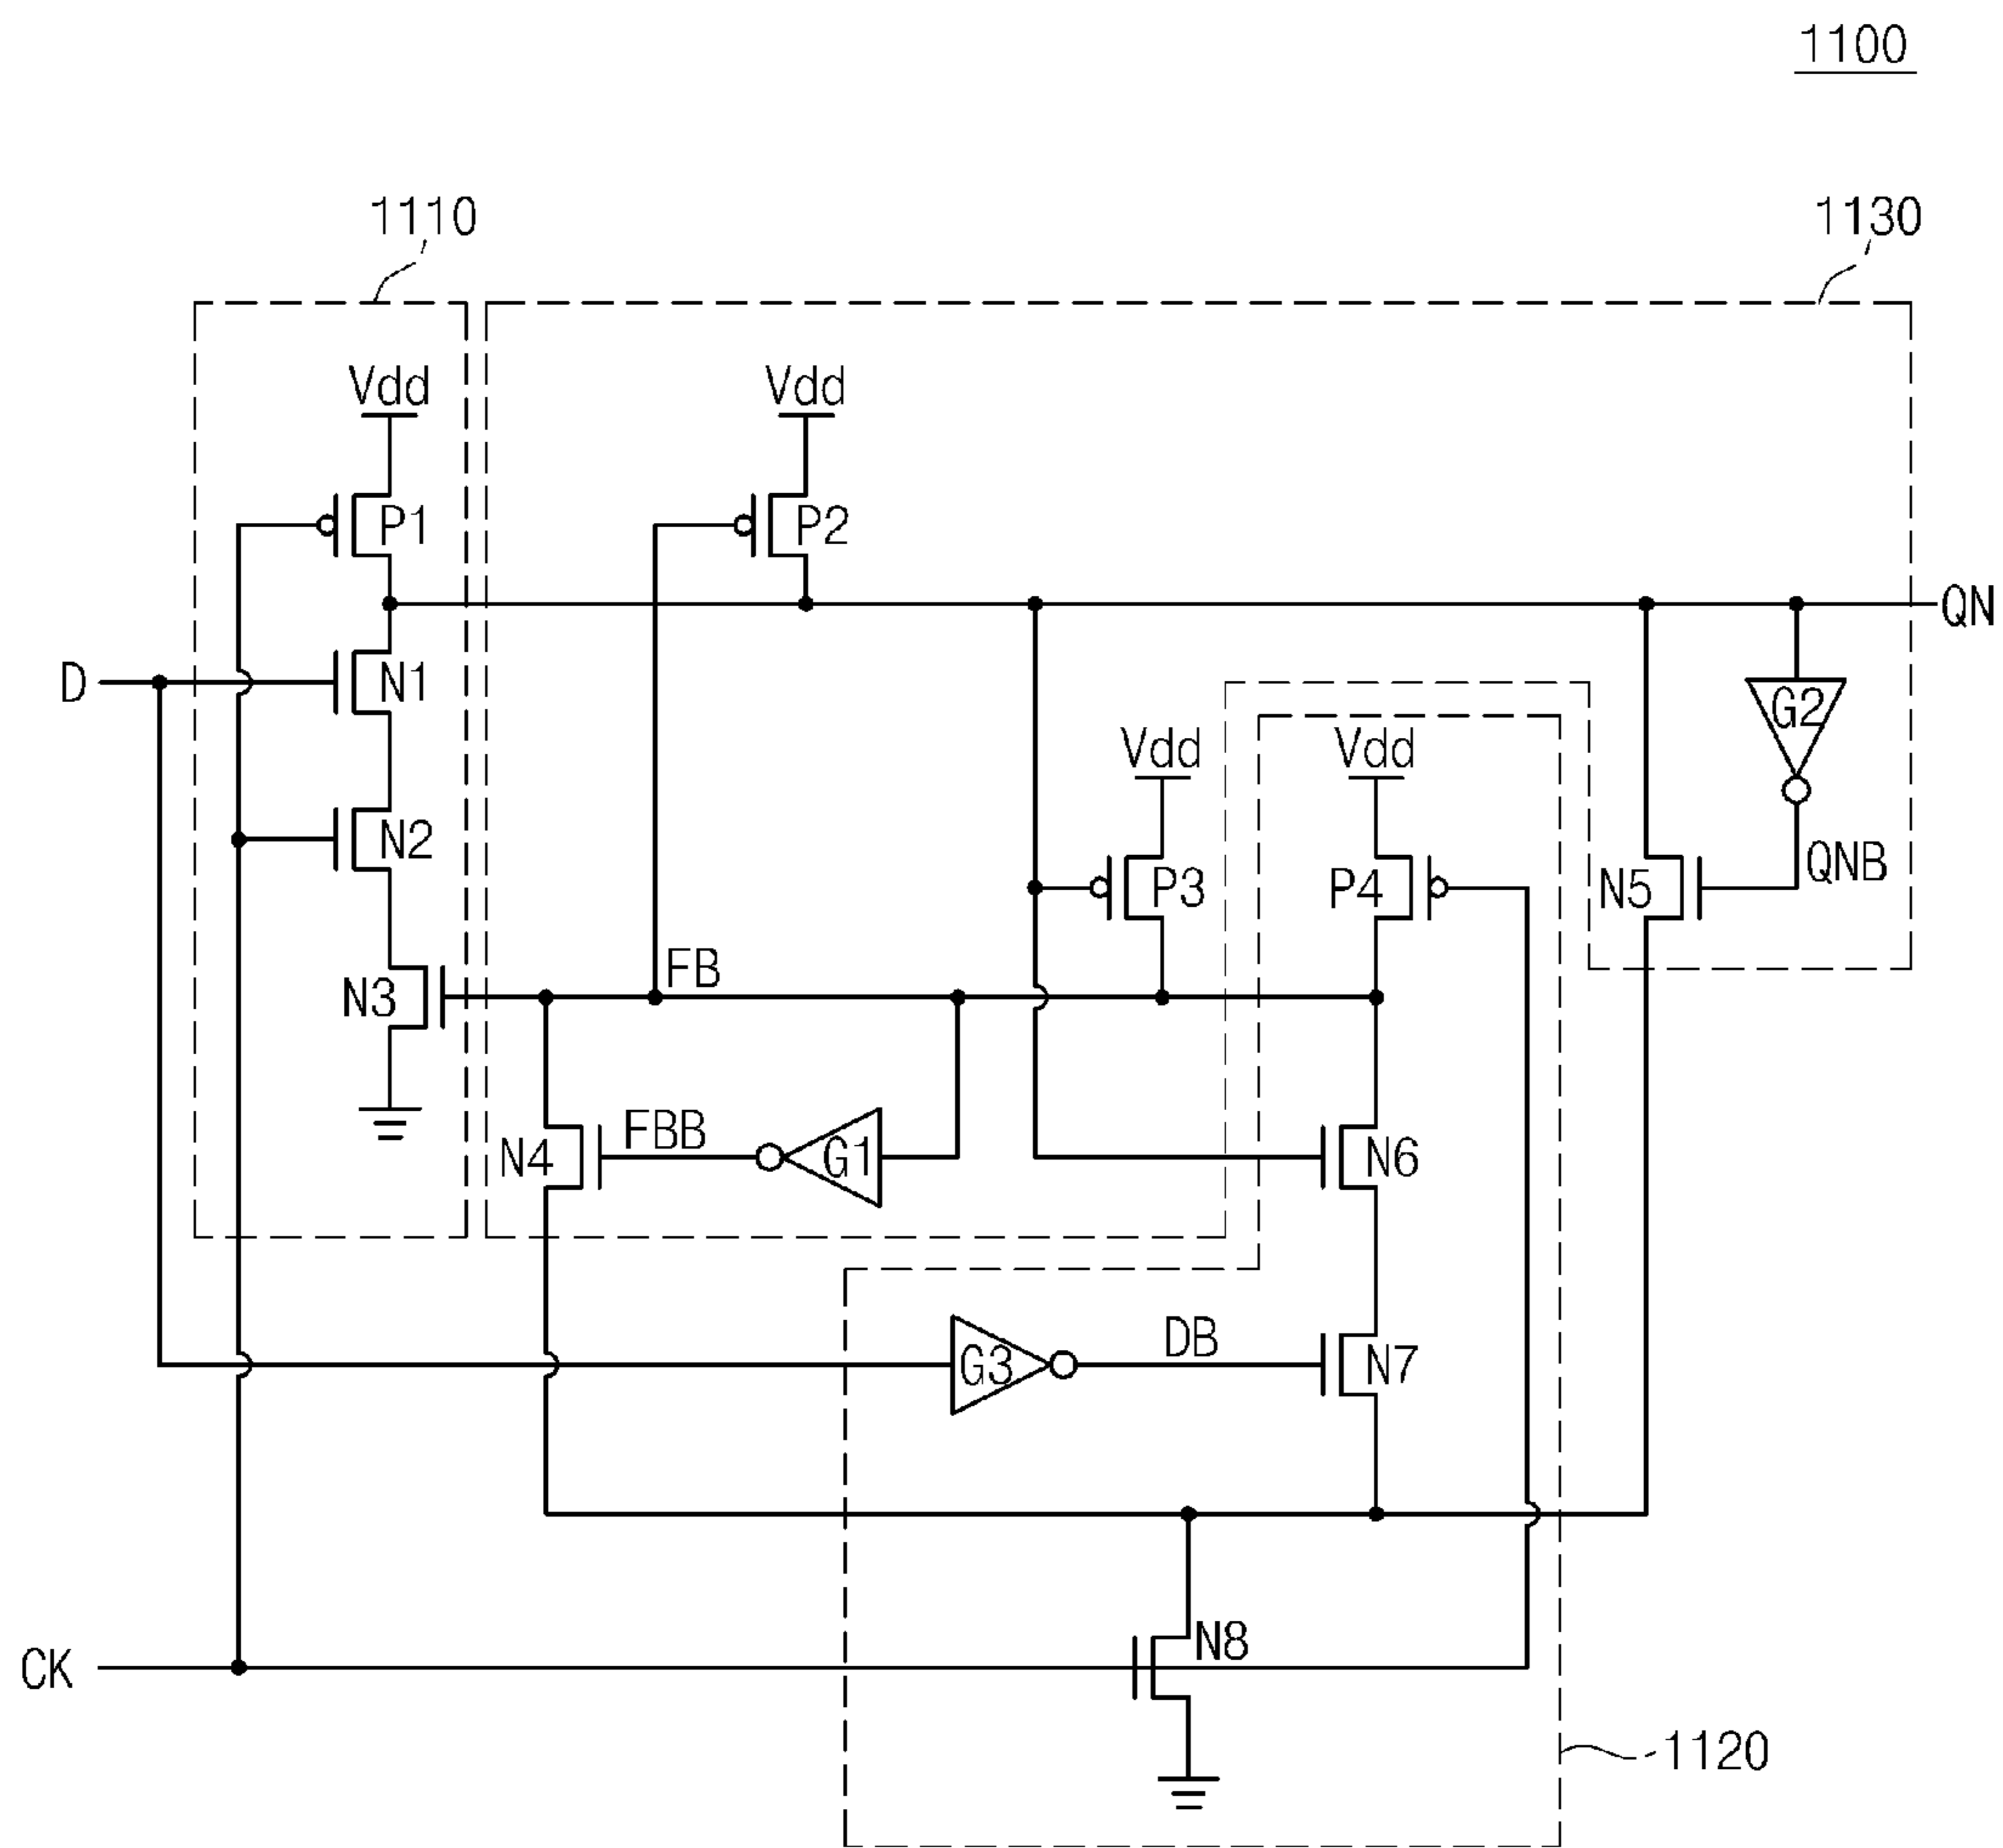 1100
1110
1130
Vdd
Vdd
P1
P2
QN
D
N1
G2
Vdd
Vdd
N2
QNB
P3
P4
N5
FB
N3
FBB
N4
G1
N6
DB
G3
N7
N8
CK
1120